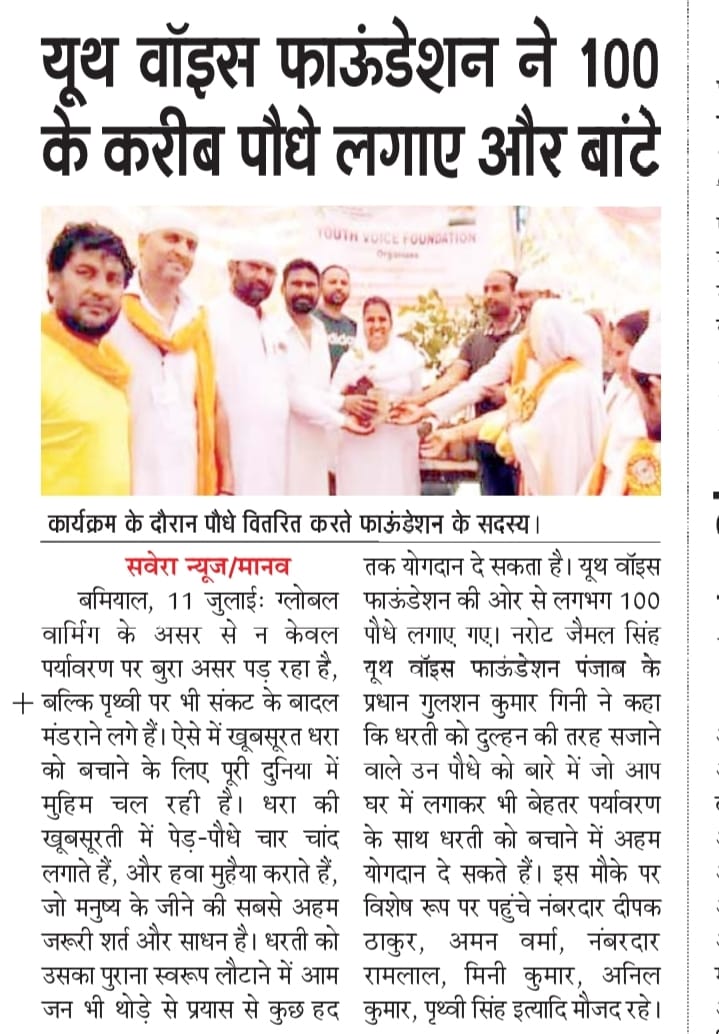 यूथ वॉइस फाऊंडेशन ने 100
के करीब पौधे लगाए और बांटे
YOUTH VOICE FOUNDATION
Organises
कार्यक्रम के दौरान पौधे वितरित करते फाऊंडेशन के सदस्य।
सवेरा न्यूज/मानव
बमियाल, 11 जुलाईः ग्लोबल
वार्मिंग के असर से न केवल
पर्यावरण पर बुरा असर पड़ रहा है,
बल्कि पृथ्वी पर भी संकट के बादल
मंडराने लगे हैं। ऐसे में खूबसूरत धरा
को बचाने के लिए पूरी दुनिया में
मुहिम चल रही है। धरा की
खूबसूरती में पेड़-पौधे चार चांद
लगाते हैं, और हवा मुहैया कराते हैं,
जो मनुष्य के जीने की सबसे अहम
जरूरी शर्त और साधन है। धरती को
उसका पुराना स्वरूप लौटाने में आम
जन भी थोड़े से प्रयास से कुछ हद
तक योगदान दे सकता है। यूथ वॉइस
फाऊंडेशन की ओर से लगभग 100
पौधे लगाए गए। नरोट जैमल सिंह
यूथ वॉइस फाऊंडेशन पंजाब के
प्रधान गुलशन कुमार गिनी ने कहा
कि धरती को दुल्हन की तरह सजाने
वाले उन पौधे को बारे में जो आप
घर में लगाकर भी बेहतर पर्यावरण
के साथ धरती को बचाने में अहम
योगदान दे सकते हैं। इस मौके पर
विशेष रूप पर पहुंचे नंबरदार दीपक
ठाकुर, अमन वर्मा, नंबरदार
रामलाल, मिनी कुमार, अनिल
कुमार, पृथ्वी सिंह इत्यादि मौजद रहे।